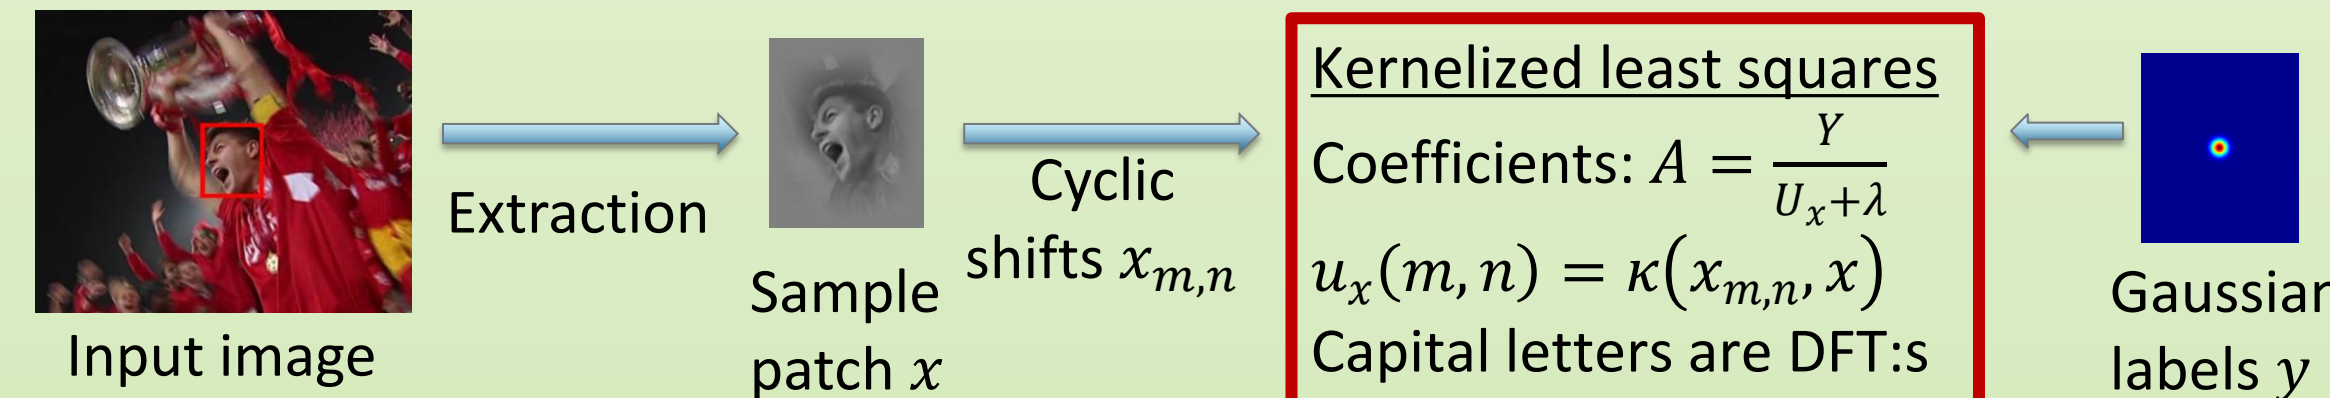 Input image
Extraction
Sample
patch x
Cyclic
shifts x_{m,n}
Kernelized least squares
Coefficients: A = \frac{Y}{U_x+λ}
u_x(m, n) = κ(x_{m,n}, x)
Capital letters are DFT:s
Gaussian
labels y